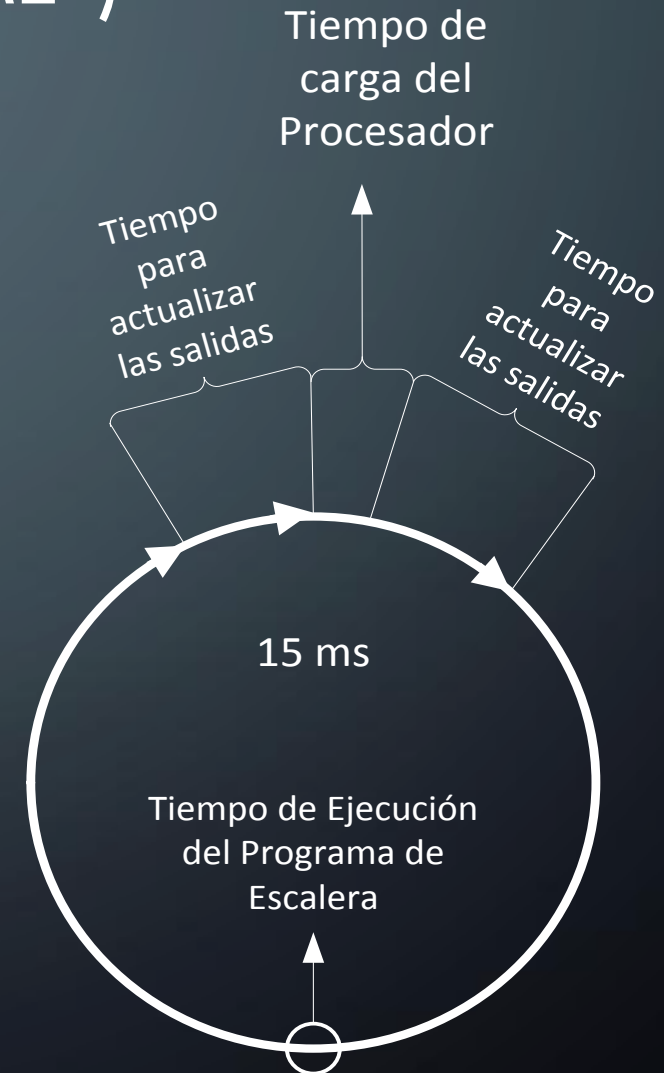 Tiempo de
carga del
Procesador
Tiempo
para
actualizar
las salidas
Tiempo
para
actualizar
las salidas
15 ms
Tiempo de Ejecución
del Programa de
Escalera